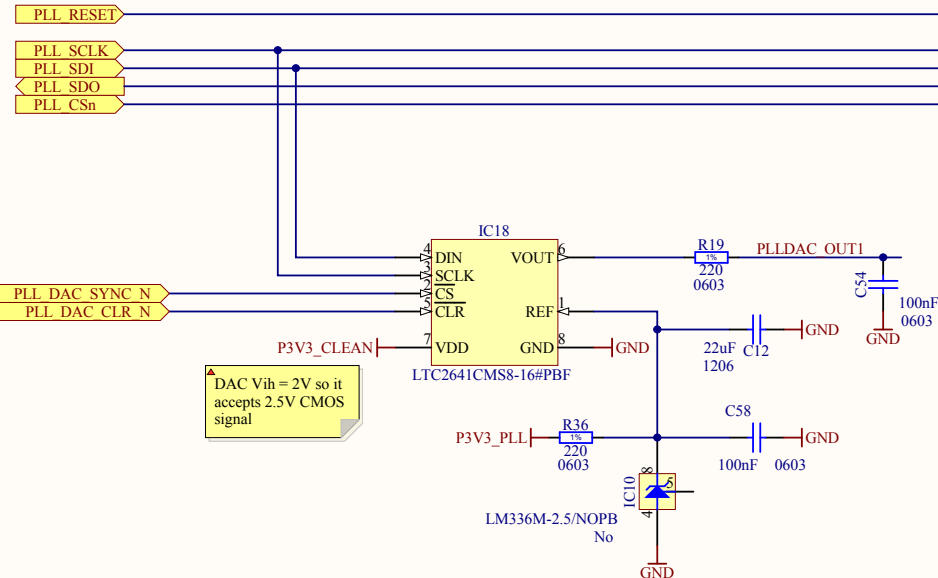 PLL_RESET
PLL_SCLK
PLL_SDI
PLL_SDO
PLL_CSn
IC18
4
DIN
VOUT
6
R19
1%
220
0603
PLLDAC_OUT1
3
SCLK
C54
100nF
0603
GND
PLL_DAC_SYNC_N
2
CS
PLL_DAC_CLR_N
5
CLR
REF
1
P3V3_CLEAN
7
VDD
GND
8
GND
22uF
1206
C12
GND
LTC2641CMS8-16#PBF
DAC Vih = 2V so it
accepts 2.5V CMOS
signal
P3V3_PLL
R36
1%
220
0603
C58
100nF
0603
GND
IC10
8
5
4
LM336M-2.5/NOPB
No
GND